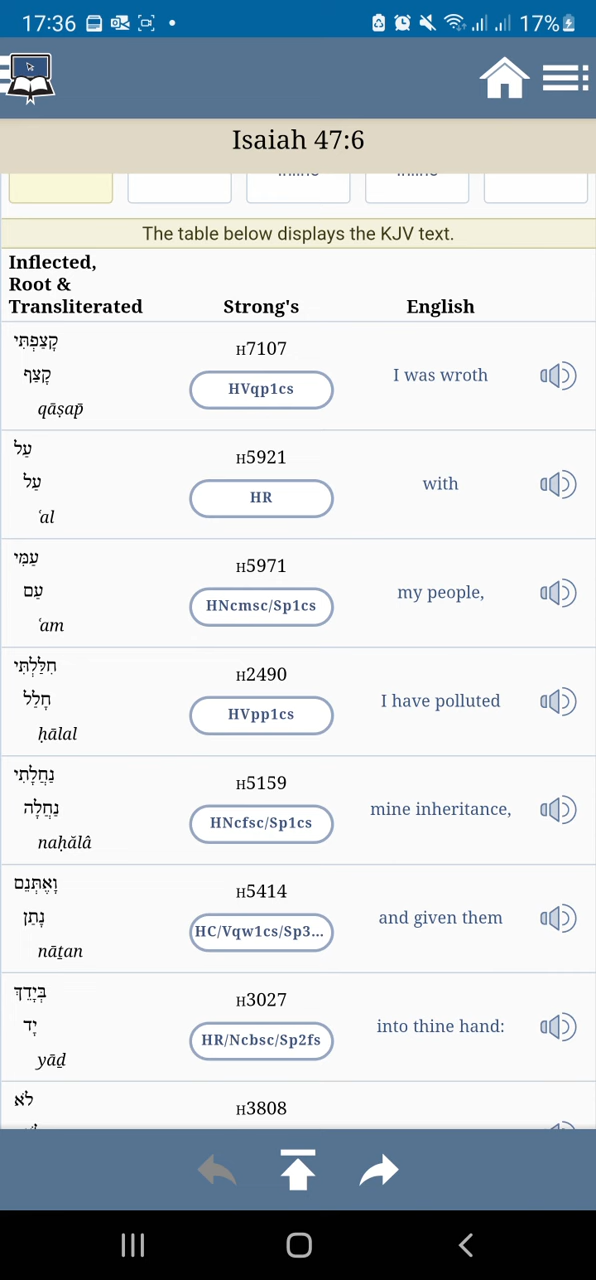 17:36
17%
Isaiah 47:6
The table below displays the KJV text.
Inflected,
Root &
Transliterated
Strong's
English
קָצַפְתִּי
קָצַף
qāṣap̄
H7107
HVqp1cs
I was wroth
עַל
עַל
ʿal
H5921
HR
with
עַמִּי
עַם
ʿam
H5971
HNcmsc/Sp1cs
my people,
חִלַּלְתִּי
חָלַל
ḥālal
H2490
HVpp1cs
I have polluted
נַחֲלָתִי
נַחֲלָה
naḥălâ
H5159
HNcfsc/Sp1cs
mine inheritance,
וָאֶתְּנֵם
נָתַן
nāṯan
H5414
HC/Vqw1cs/Sp3...
and given them
בְּיָדֵךְ
יָד
yāḏ
H3027
HR/Ncbsc/Sp2fs
into thine hand:
לֹא
H3808